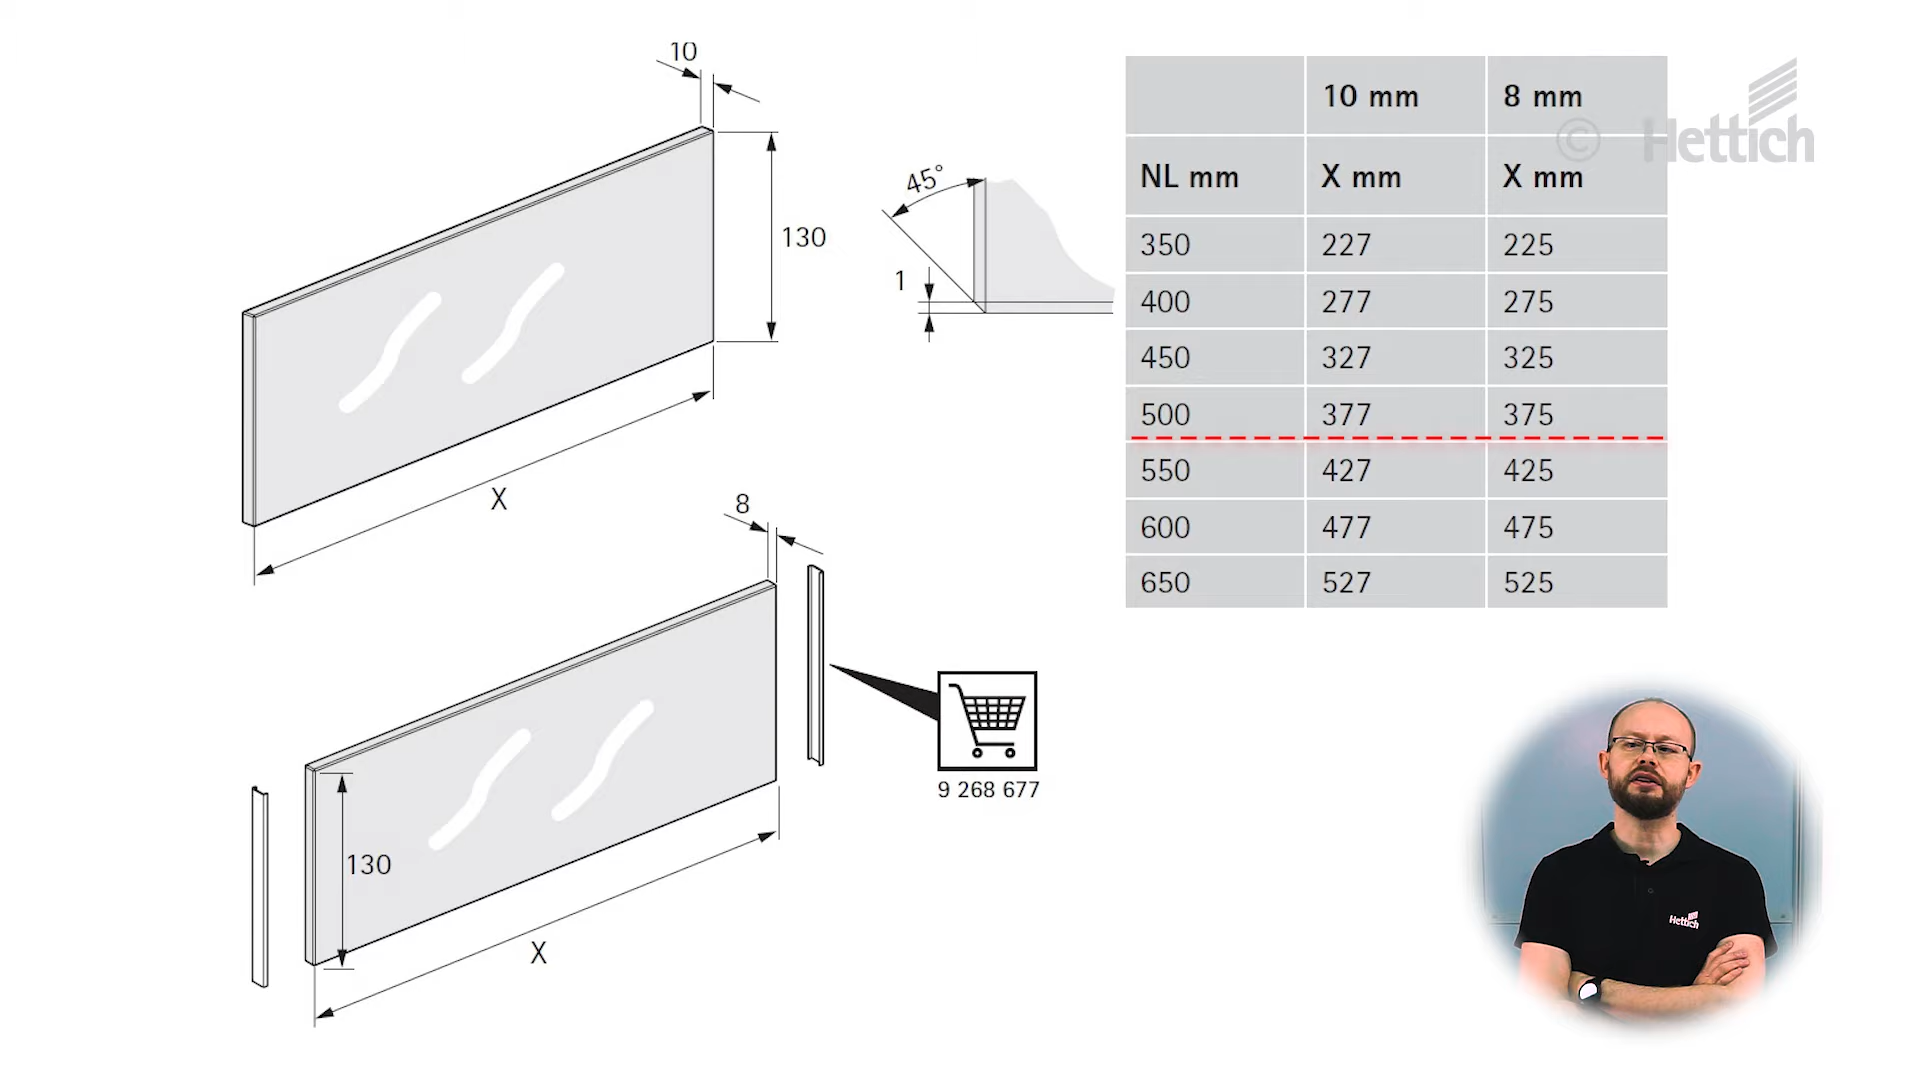 10
130
X
45°
1
8
130
X
9 268 677
10 mm 8 mm
NL mm X mm X mm
350 227 225
400 277 275
450 327 325
500 377 375
550 427 425
600 477 475
650 527 525
© Hettich
Hettich